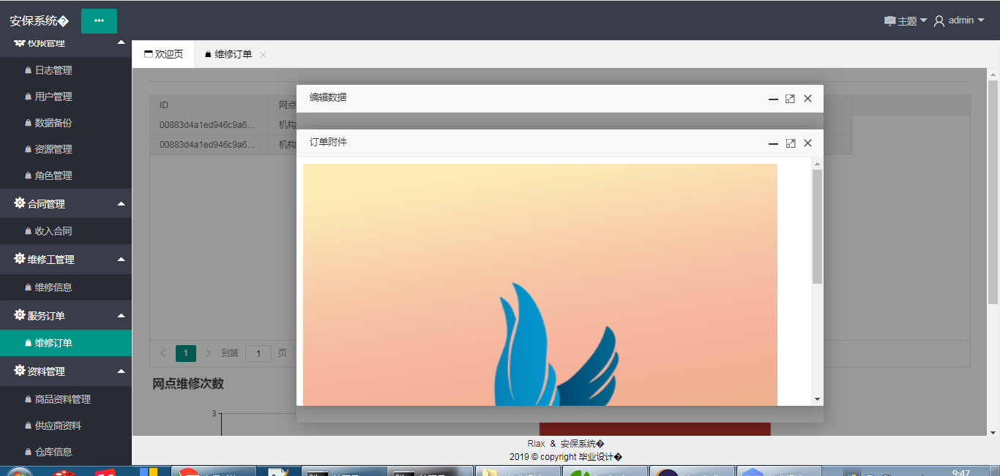 安保系统�
•••
主题
admin
权限管理
日志管理
用户管理
数据备份
资源管理
角色管理
合同管理
收入合同
维修工管理
维修信息
服务订单
维修订单
资料管理
商品资料管理
供应商资料
仓库信息
欢迎页
维修订单
ID
网点
00883d4a1ed946c9a6...
机构
00883d4a1ed946c9a6...
机构
编辑数据
订单附件
1
到第
1
页
网点维修次数
3
Rlax & 安保系统�
2019 © copyright 毕业设计�
9:47